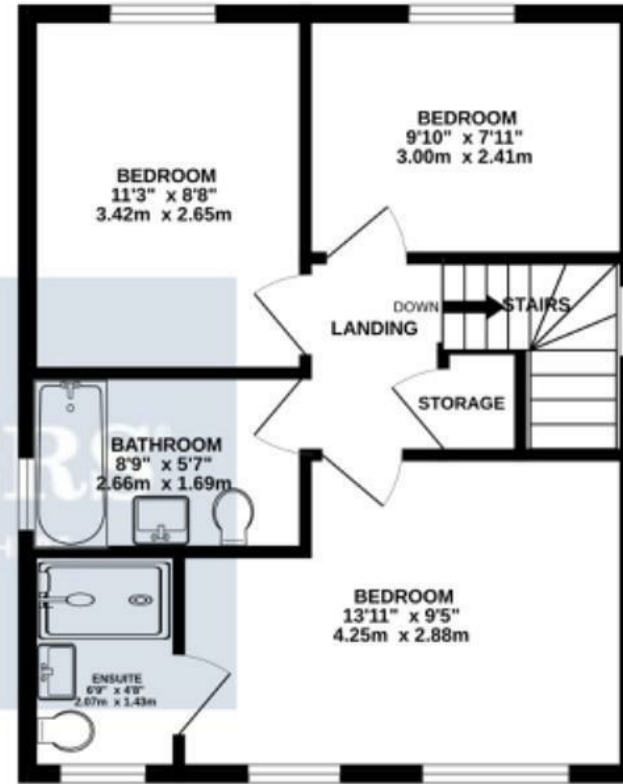 BEDROOM
9'10" x 7'11"
3.00m x 2.41m
BEDROOM
11'3" x 8'8"
3.42m x 2.65m
DOWN
STAIRS
LANDING
STORAGE
BATHROOM
8'9" x 5'7"
2.66m x 1.69m
BEDROOM
13'11" x 9'5"
4.25m x 2.88m
ENSUITE
6'9" x 4'8"
2.07m x 1.43m